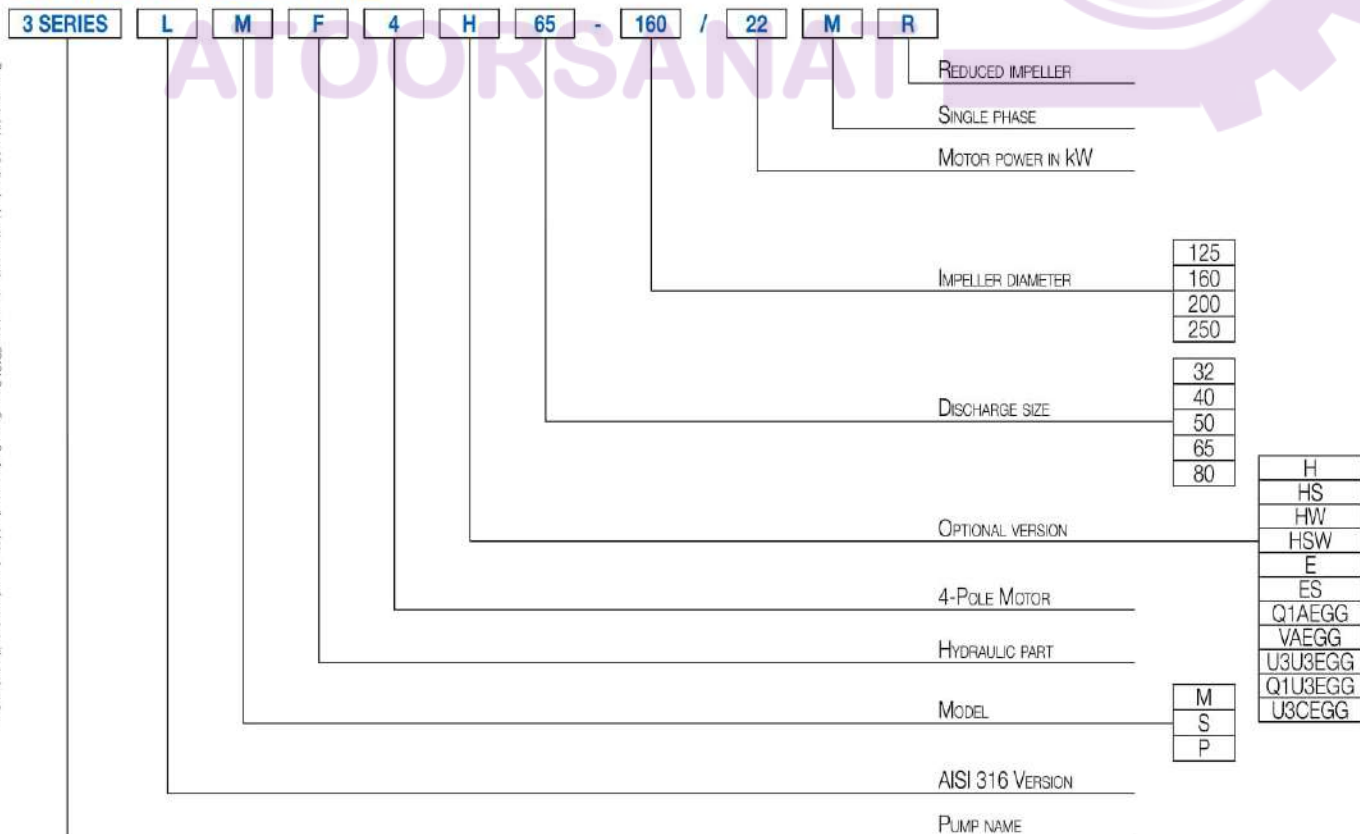 3 SERIES L M F 4 H 65 - 160 / 22 M R
ATOORSANAT
REDUCED IMPELLER
SINGLE PHASE
MOTOR POWER IN KW
125
IMPELLER DIAMETER 160
200
250
32
40
DISCHARGE SIZE 50
65
80
H
HS
HW
OPTIONAL VERSION HSW
E
ES
4-POLE MOTOR
Q1AEGG
VAEGG
HYDRAULIC PART
U3U3EGG
Q1U3EGG
U3CEGG
M
MODEL S
P
AISI 316 VERSION
PUMP NAME